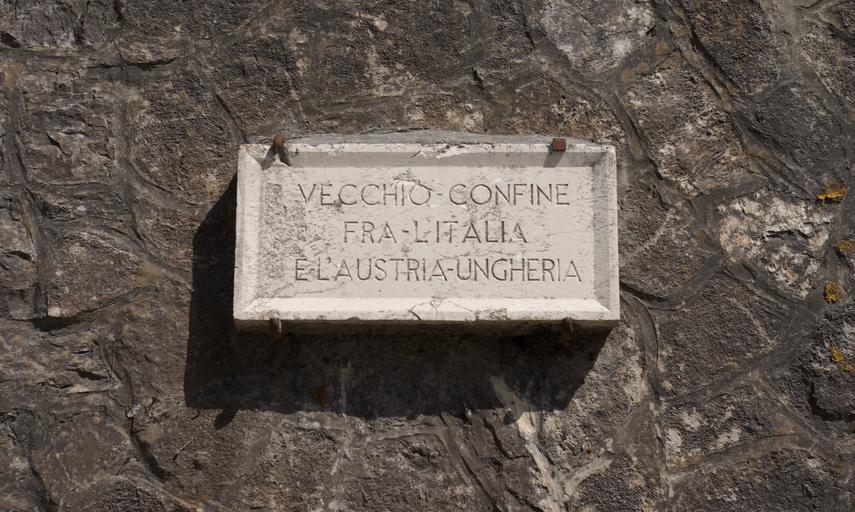 VECCHIO-CONFINE
FRA-L'ITALIA
E-L'AUSTRIA-UNGHERIA